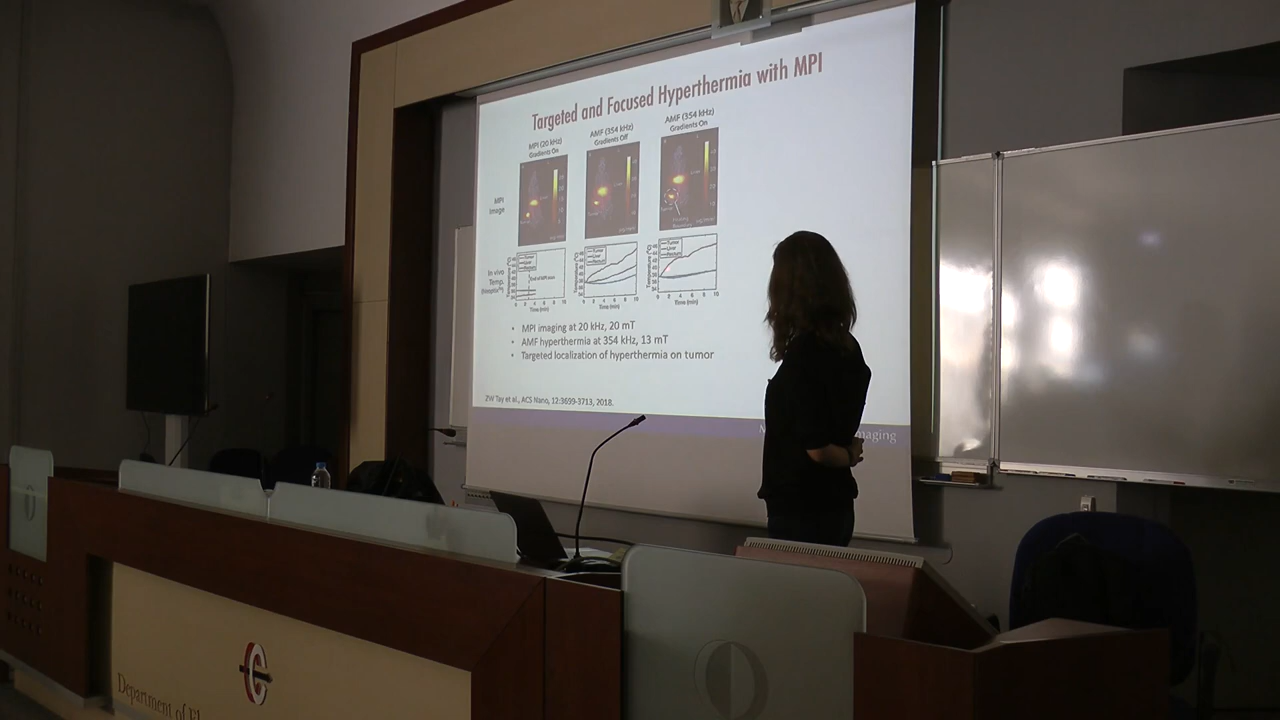 Targeted and Focused Hyperthermia with MPI
MPI (20 kHz)
Gradients On
AMF (354 kHz)
Gradients Off
AMF (354 kHz)
Gradients On
MPI
Image
In vivo
Temp.
Time (min)
Time (min)
Time (min)
• MPI imaging at 20 kHz, 20 mT
• AMF hyperthermia at 354 kHz, 13 mT
• Targeted localization of hyperthermia on tumor
ZW Tay et al., ACS Nano, 12:3699-3713, 2018.
maging
Department of El